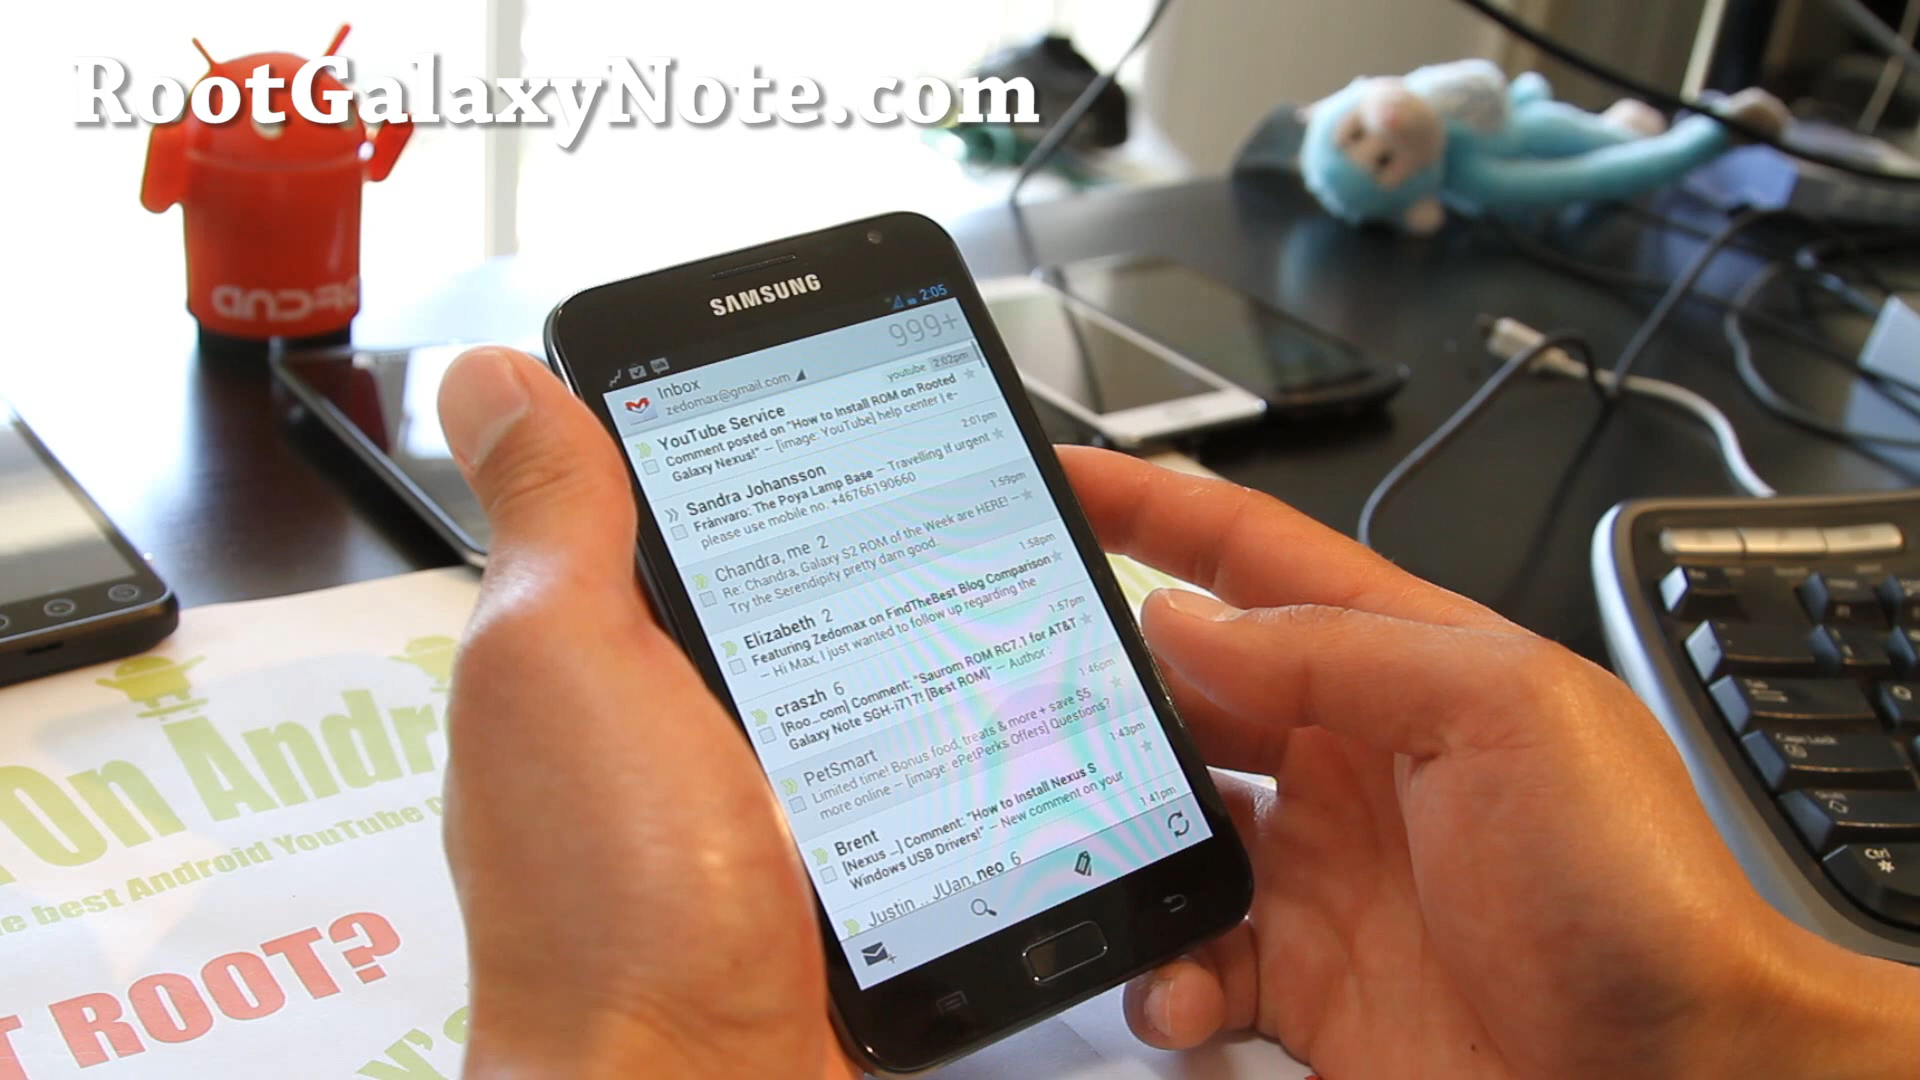 RootGalaxyNote.com
SAMSUNG
2:05
999+
Inbox
zedomax@gmail.com
YouTube Service
youtube 2:02pm
Comment posted on "How to Install ROM on Rooted
Galaxy Nexus!" – [image: YouTube] help center | e-
2:01pm
Sandra Johansson
Frànvaro: The Poya Lamp Base – Travelling if urgent
please use mobile no. +46766190660
1:59pm
Chandra, me 2
Re: Chandra, Galaxy S2 ROM of the Week are HERE! –
Try the Serendipity pretty darn good.
1:58pm
Elizabeth 2
Featuring Zedomax on FindTheBest Blog Comparison
– Hi Max, I just wanted to follow up regarding the
1:57pm
craszh 6
[Roo_com] Comment: "Saurom ROM RC7.1 for AT&T
Galaxy Note SGH-i717! [Best ROM]" – Author :
1:46pm
PetSmart
Limited time! Bonus food, treats & more + save $5
more online – [image: ePetPerks Offers] Questions?
1:43pm
Brent
[Nexus _] Comment: "How to Install Nexus S
Windows USB Drivers!" – New comment on your
1:41pm
Justin .. JUan, neo 6
On Andr
e best Android YouTube
T ROOT?
Caps Lock
Ctrl